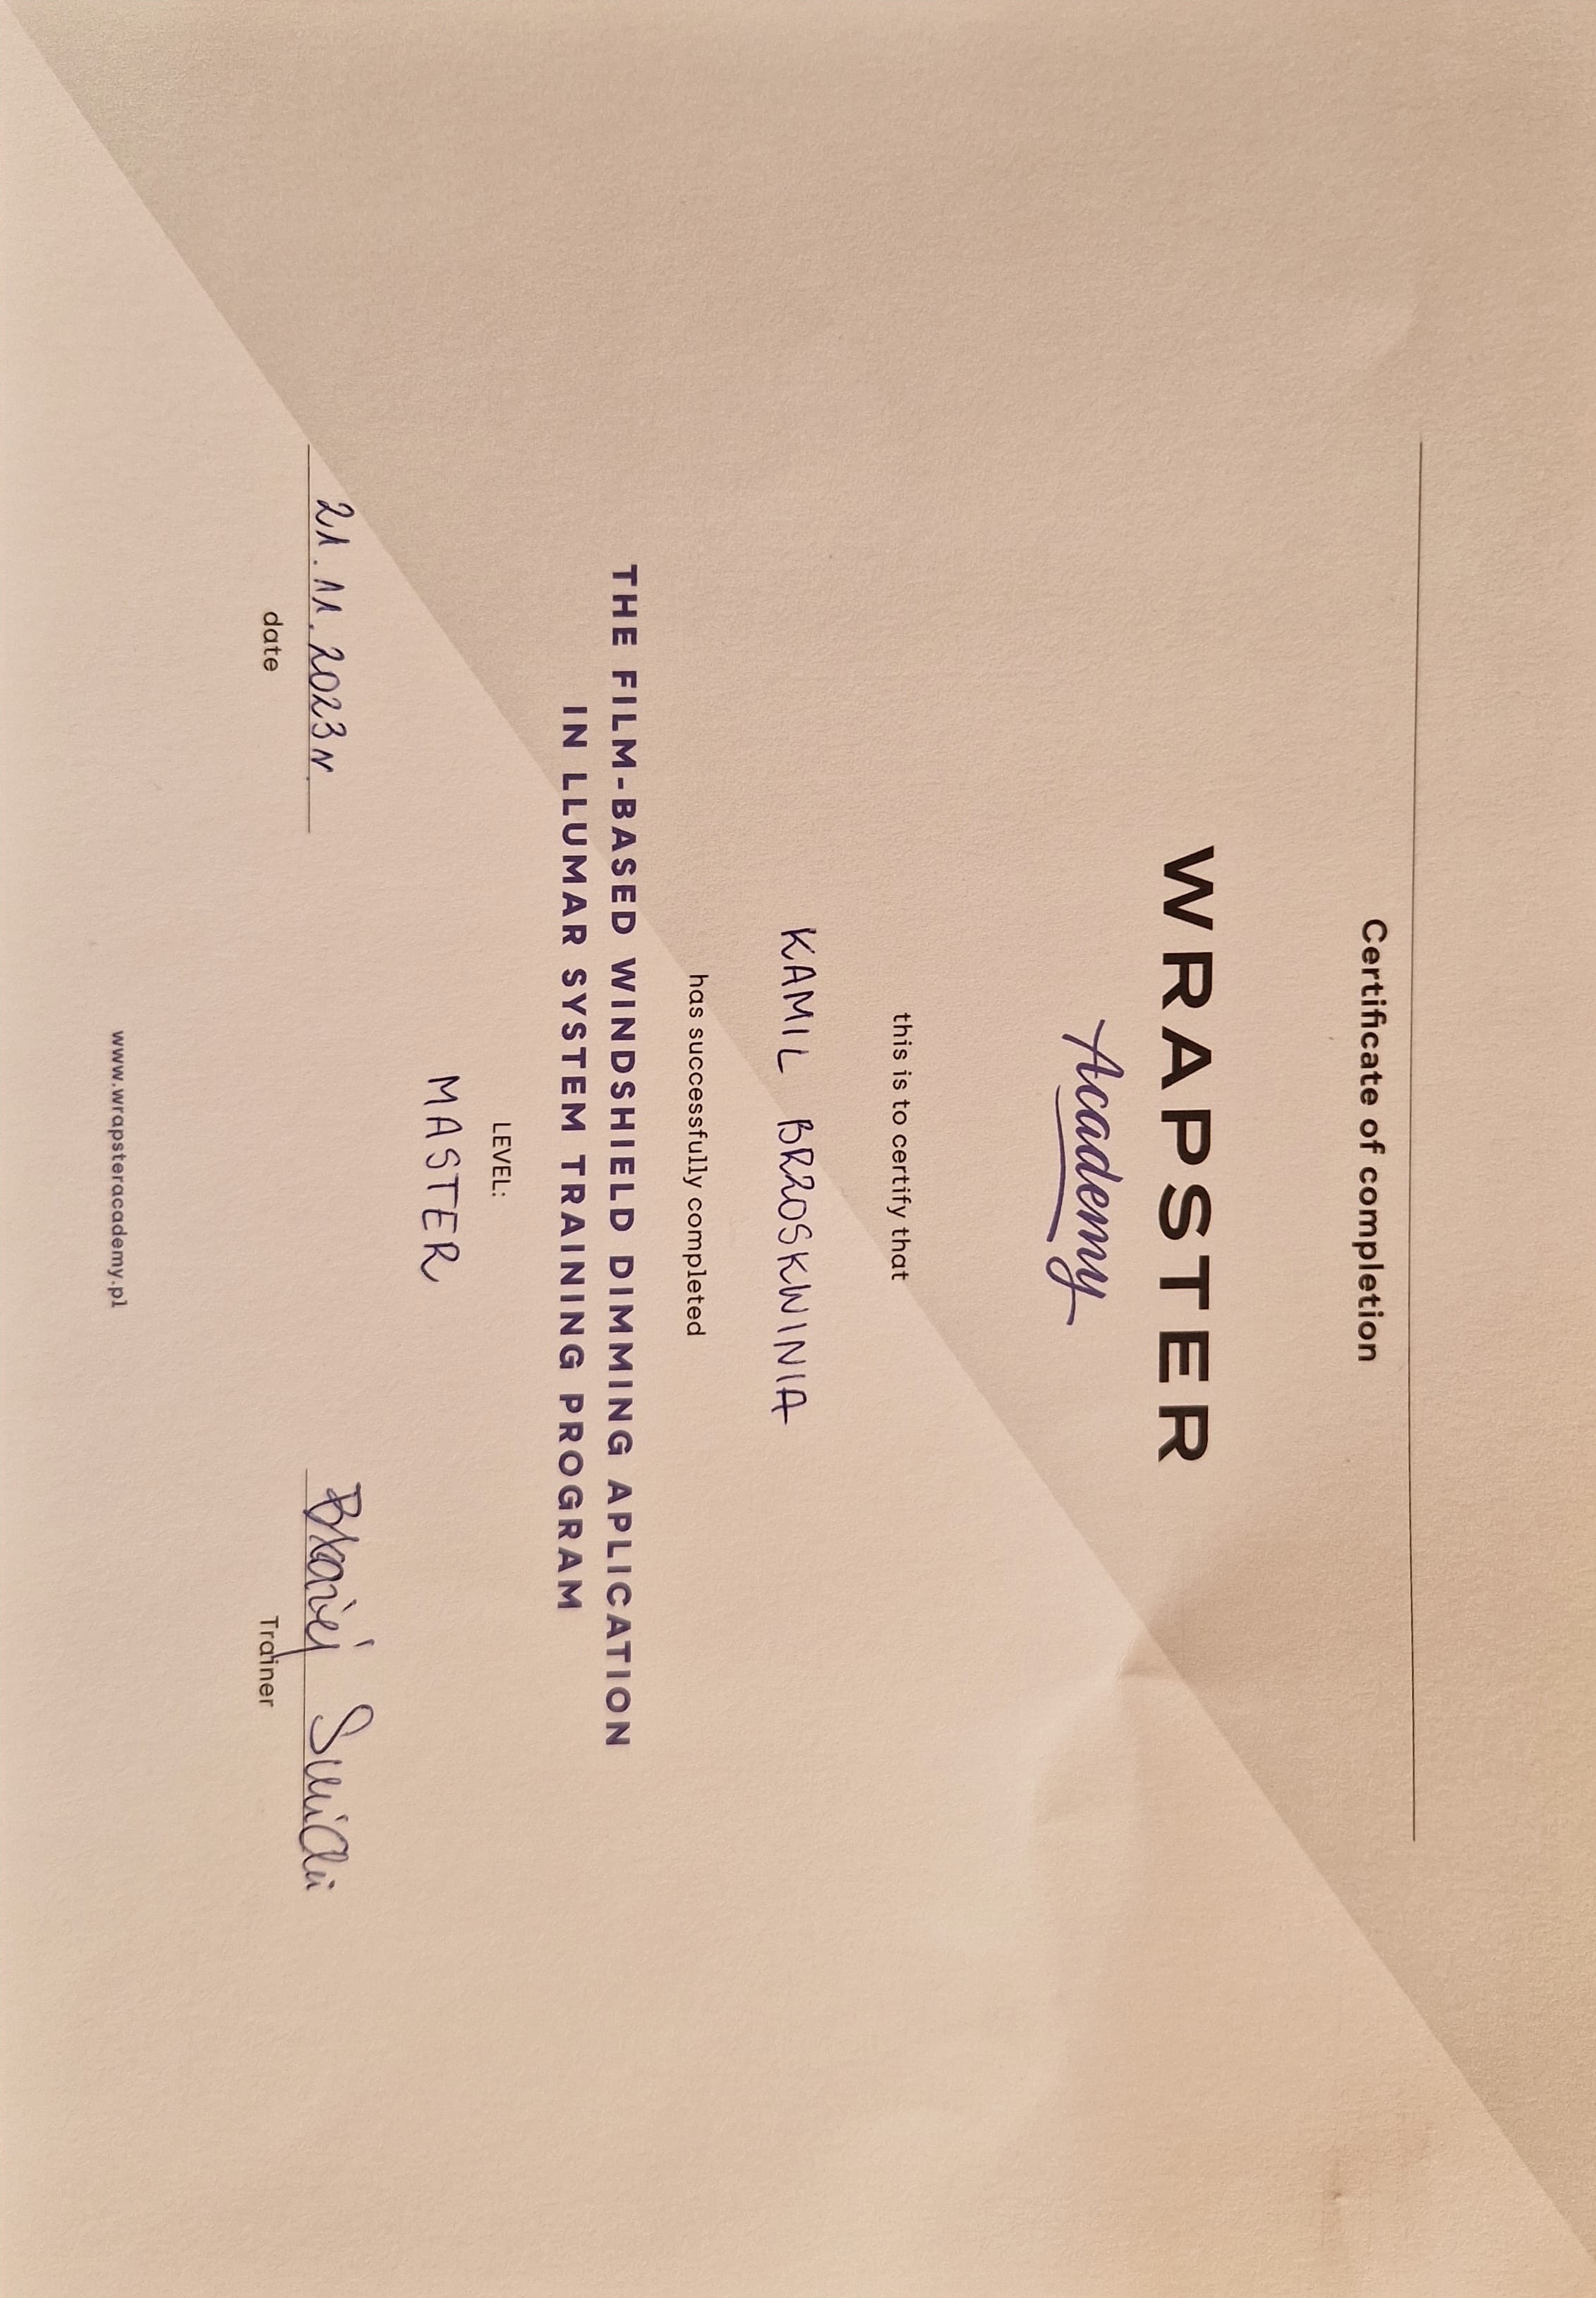 Certificate of completion
WRAPSTER
Academy
this is to certify that
KAMIL BRZOSKWINIA
has successfully completed
THE FILM-BASED WINDSHIELD DIMMING APLICATION
IN LLUMAR SYSTEM TRAINING PROGRAM
LEVEL:
MASTER
21.11.2023r.
Błażej
date
Trainer
www.wrapsteracademy.pl